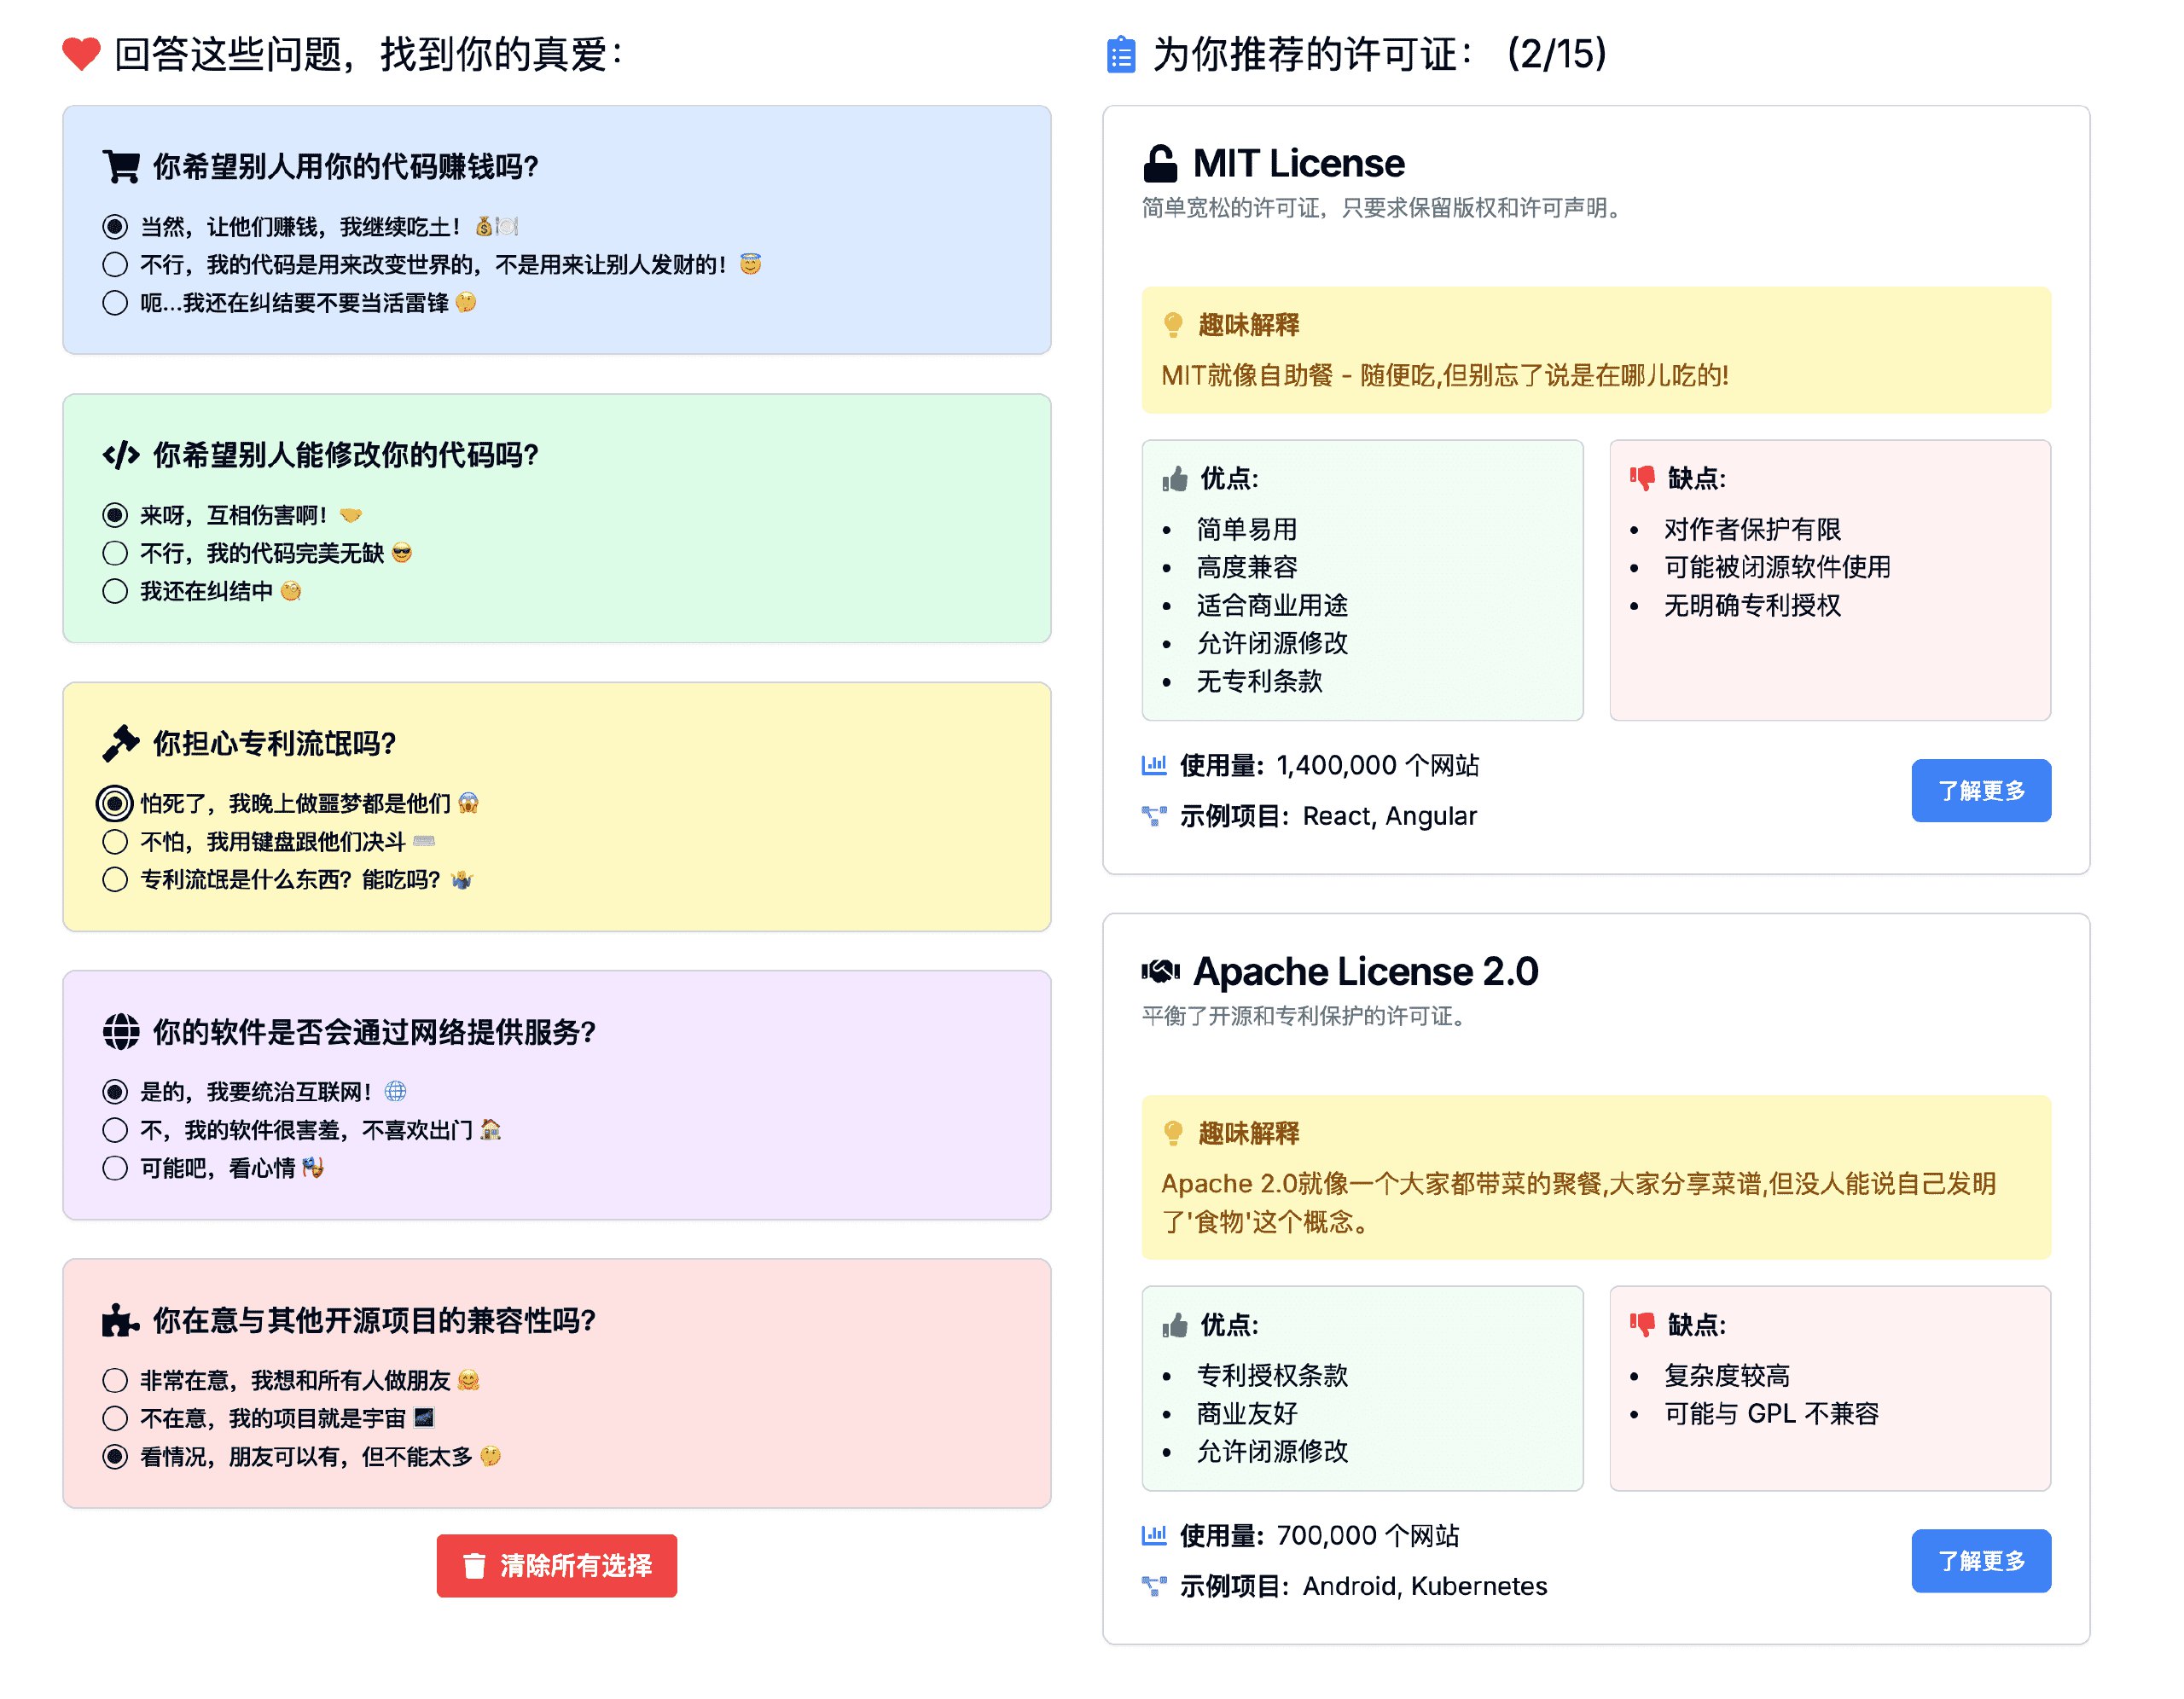 回答这些问题，找到你的真爱：
你希望别人用你的代码赚钱吗？
当然，让他们赚钱，我继续吃土！💰🍽️
不行，我的代码是用来改变世界的，不是用来让别人发财的！😇
呃...我还在纠结要不要当活雷锋 🤔
你希望别人能修改你的代码吗？
来呀，互相伤害啊！🤝
不行，我的代码完美无缺 😎
我还在纠结中 🧐
你担心专利流氓吗？
怕死了，我晚上做噩梦都是他们 😱
不怕，我用键盘跟他们决斗 ⌨️
专利流氓是什么东西？能吃吗？🤷
你的软件是否会通过网络提供服务？
是的，我要统治互联网！🌐
不，我的软件很害羞，不喜欢出门 🏠
可能吧，看心情 🎭
你在意与其他开源项目的兼容性吗？
非常在意，我想和所有人做朋友 🤗
不在意，我的项目就是宇宙 🌌
看情况，朋友可以有，但不能太多 🤔
清除所有选择
为你推荐的许可证： (2/15)
MIT License
简单宽松的许可证，只要求保留版权和许可声明。
趣味解释
MIT就像自助餐 - 随便吃,但别忘了说是在哪儿吃的!
优点:
• 简单易用
• 高度兼容
• 适合商业用途
• 允许闭源修改
• 无专利条款
缺点:
• 对作者保护有限
• 可能被闭源软件使用
• 无明确专利授权
使用量: 1,400,000 个网站
示例项目: React, Angular
了解更多
Apache License 2.0
平衡了开源和专利保护的许可证。
趣味解释
Apache 2.0就像一个大家都带菜的聚餐,大家分享菜谱,但没人能说自己发明
了'食物'这个概念。
优点:
• 专利授权条款
• 商业友好
• 允许闭源修改
缺点:
• 复杂度较高
• 可能与 GPL 不兼容
使用量: 700,000 个网站
示例项目: Android, Kubernetes
了解更多